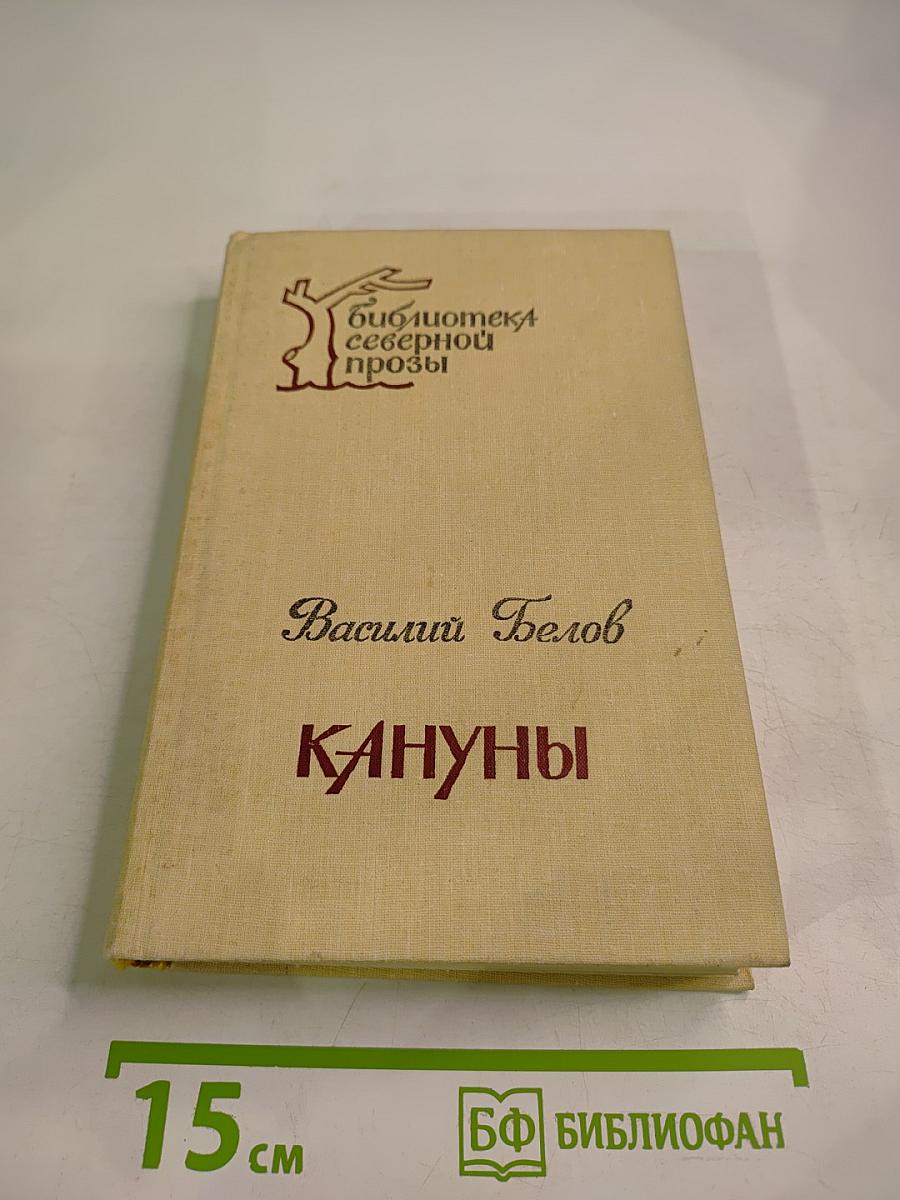 библиотека
северной
прозы
Василий Белов
КАНУНЫ
15 см
БФ БИБЛИОФАН